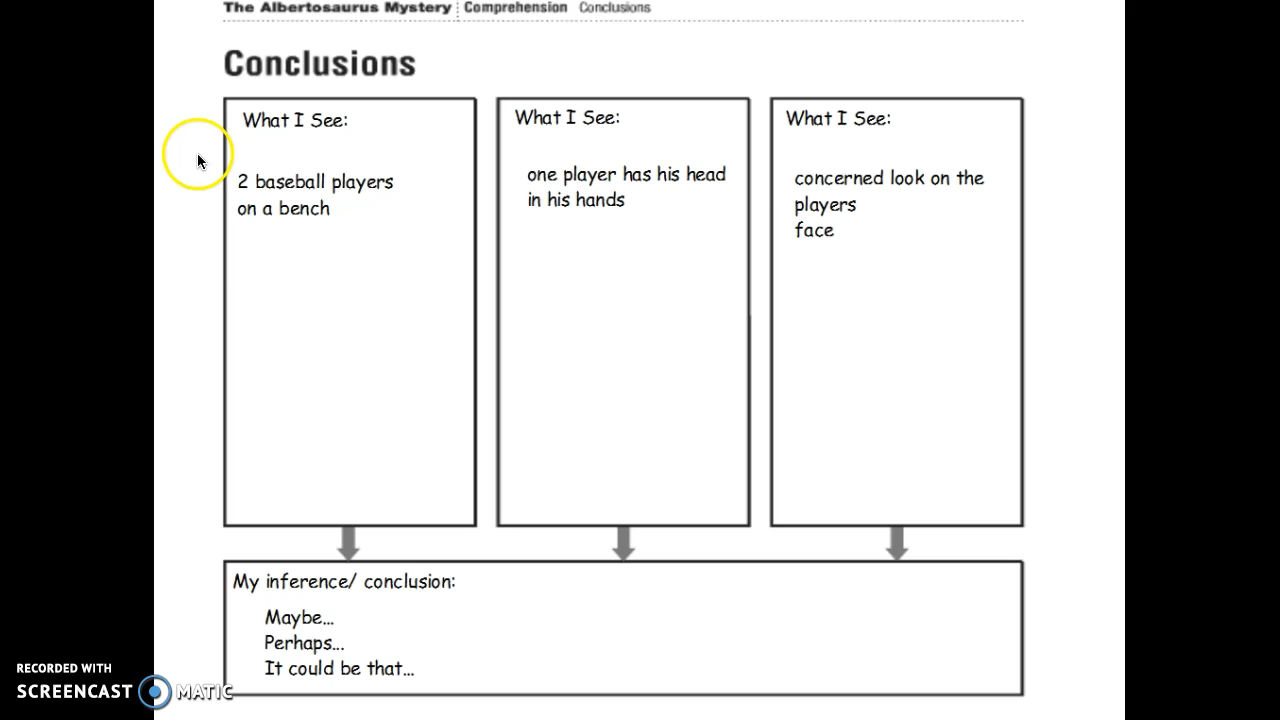 The Albertosaurus Mystery Comprehension Conclusions
Conclusions
What I See:
2 baseball players
on a bench
What I See:
one player has his head
in his hands
What I See:
concerned look on the
players
face
My inference/ conclusion:
Maybe...
Perhaps...
It could be that...
RECORDED WITH
SCREENCAST MATIC